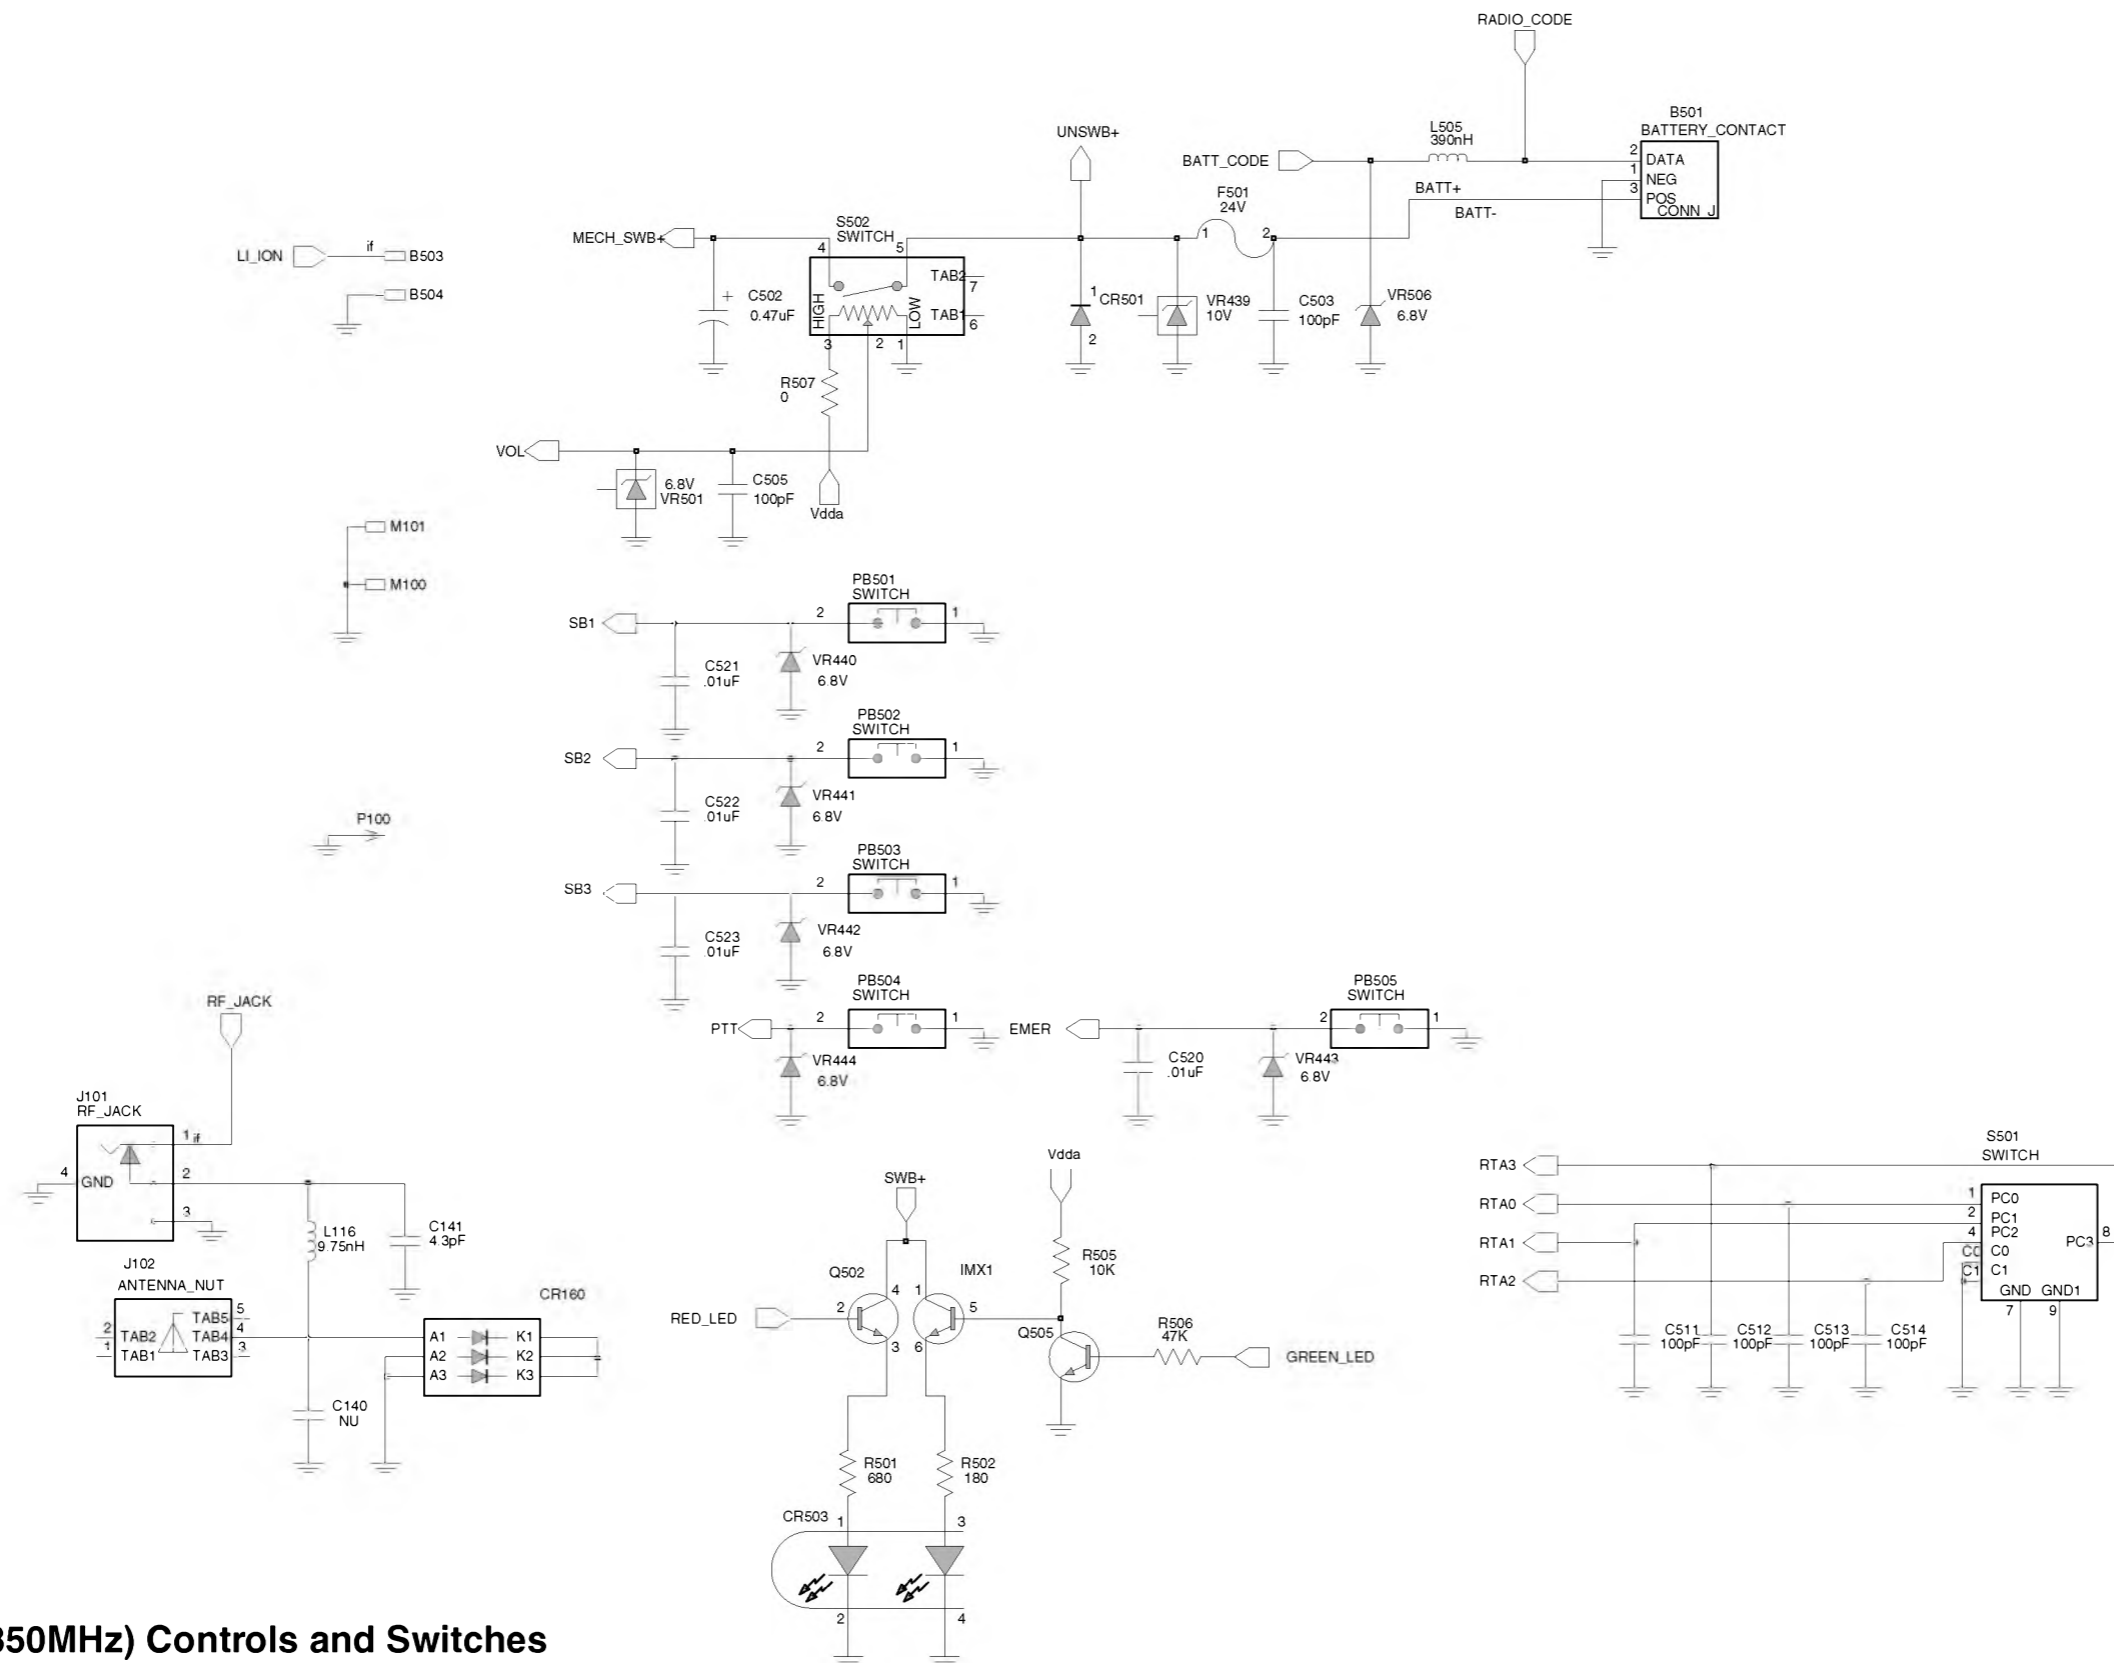 RADIO_CODE
B501
BATTERY_CONTACT
L505
390nH
UNSWB+
BATT_CODE
2
DATA
1
NEG
3
POS
CONN_J
BATT+
BATT-
F501
24V
1
2
S502
SWITCH
MECH_SWB+
4
5
LI_ION
if
B503
B504
TAB2
7
TAB1
6
HIGH
LOW
3
2
1
C502
+
0.47uF
1
CR501
2
VR439
10V
C503
100pF
VR506
6.8V
R507
0
VOL
6.8V
VR501
C505
100pF
Vdda
M101
M100
PB501
SWITCH
SB1
2
1
C521
.01uF
VR440
6.8V
PB502
SWITCH
SB2
2
1
C522
.01uF
VR441
6.8V
P100
PB503
SWITCH
SB3
2
1
C523
.01uF
VR442
6.8V
PB504
SWITCH
PTT
2
1
VR444
6.8V
PB505
SWITCH
EMER
2
1
C520
.01uF
VR443
6.8V
RF_JACK
J101
RF_JACK
1
if
4
GND
2
3
L116
9.75nH
C141
4.3pF
J102
ANTENNA_NUT
TAB5
5
2
TAB2
TAB4
4
1
TAB1
TAB3
3
CR160
A1
K1
A2
K2
A3
K3
C140
NU
SWB+
Vdda
R505
10K
Q502
IMX1
4
1
RED_LED
2
5
3
6
Q505
R506
47K
GREEN_LED
R501
680
R502
180
CR503
1
3
2
4
S501
SWITCH
RTA3
RTA0
RTA1
RTA2
1
PC0
2
PC1
4
PC2
C0
C0
C1
C1
PC3
8
GND
GND1
7
9
C511
100pF
C512
100pF
C513
100pF
C514
100pF
350MHz) Controls and Switches